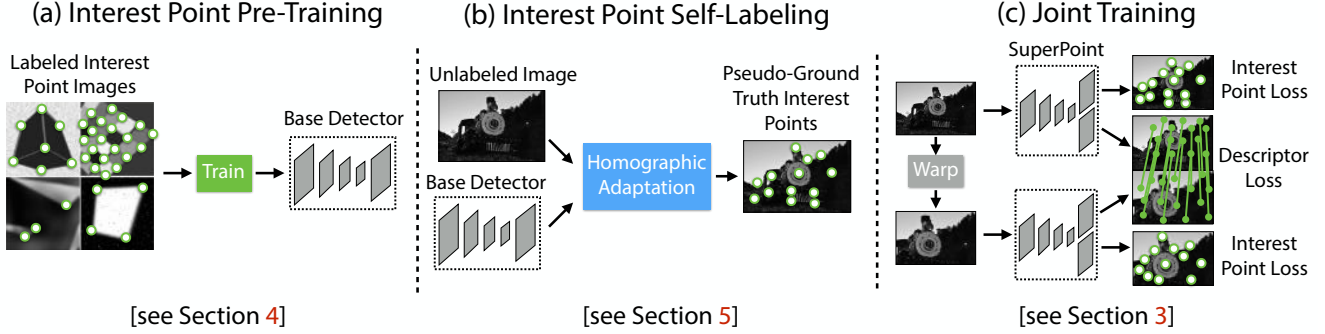 (a) Interest Point Pre-Training
Labeled Interest
Point Images
Train
Base Detector
[see Section 4]
(b) Interest Point Self-Labeling
Unlabeled Image
Base Detector
Homographic
Adaptation
Pseudo-Ground
Truth Interest
Points
[see Section 5]
(c) Joint Training
SuperPoint
Warp
Interest
Point Loss
Descriptor
Loss
Interest
Point Loss
[see Section 3]